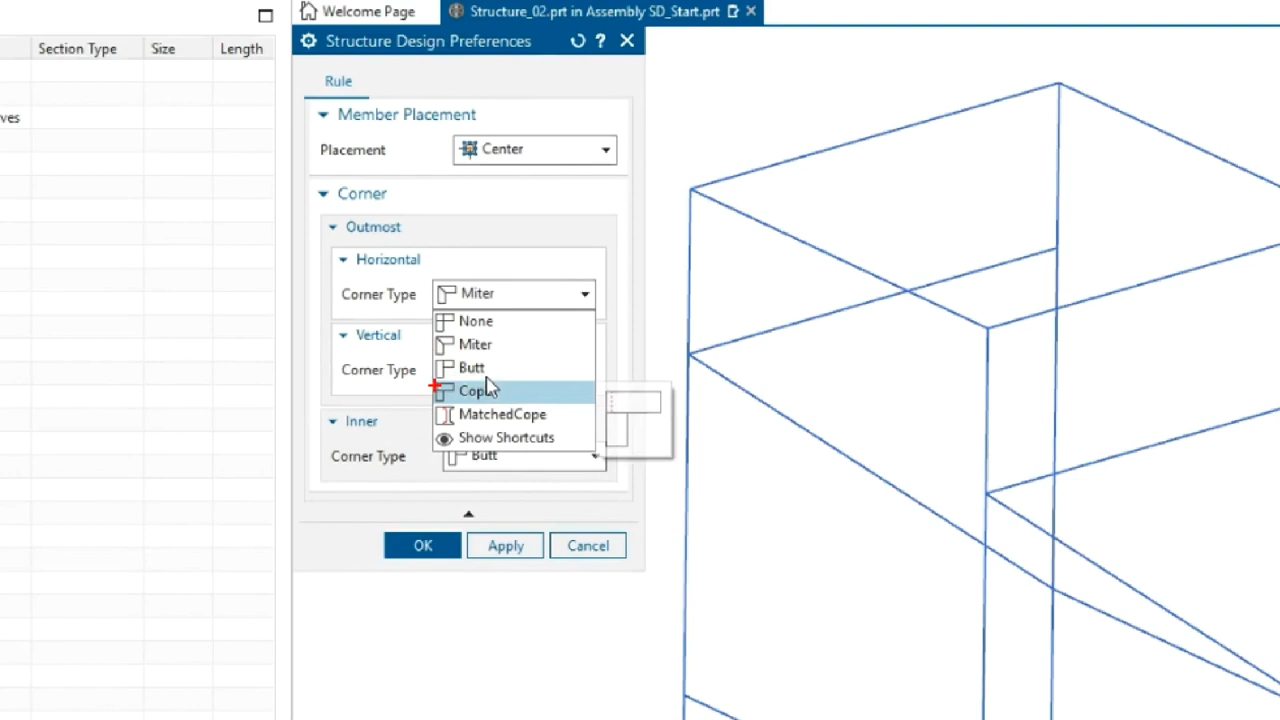 Welcome Page
Structure_02.prt in Assembly SD_Start.prt
Section Type
Size
Length
ves
Structure Design Preferences
?
Rule
Member Placement
Placement
Center
Corner
Outmost
Horizontal
Corner Type
Miter
None
Miter
Butt
MatchedCope
Show Shortcuts
Vertical
Corner Type
Inner
Corner Type
Butt
OK
Apply
Cancel